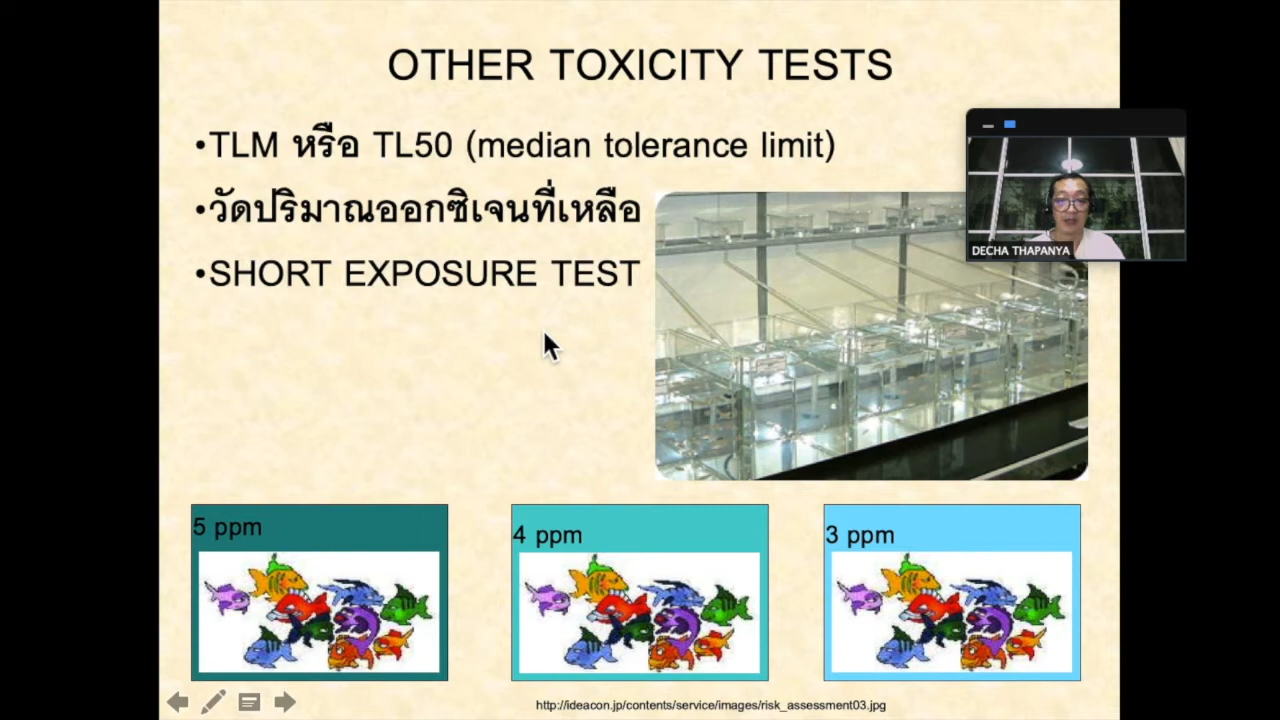 OTHER TOXICITY TESTS
•TLM หรือ TL50 (median tolerance limit)
•วัดปริมาณออกซิเจนที่เหลือ
•SHORT EXPOSURE TEST
DECHA THAPANYA
5 ppm
4 ppm
3 ppm
http://ideacon.jp/contents/service/images/risk_assessment03.jpg